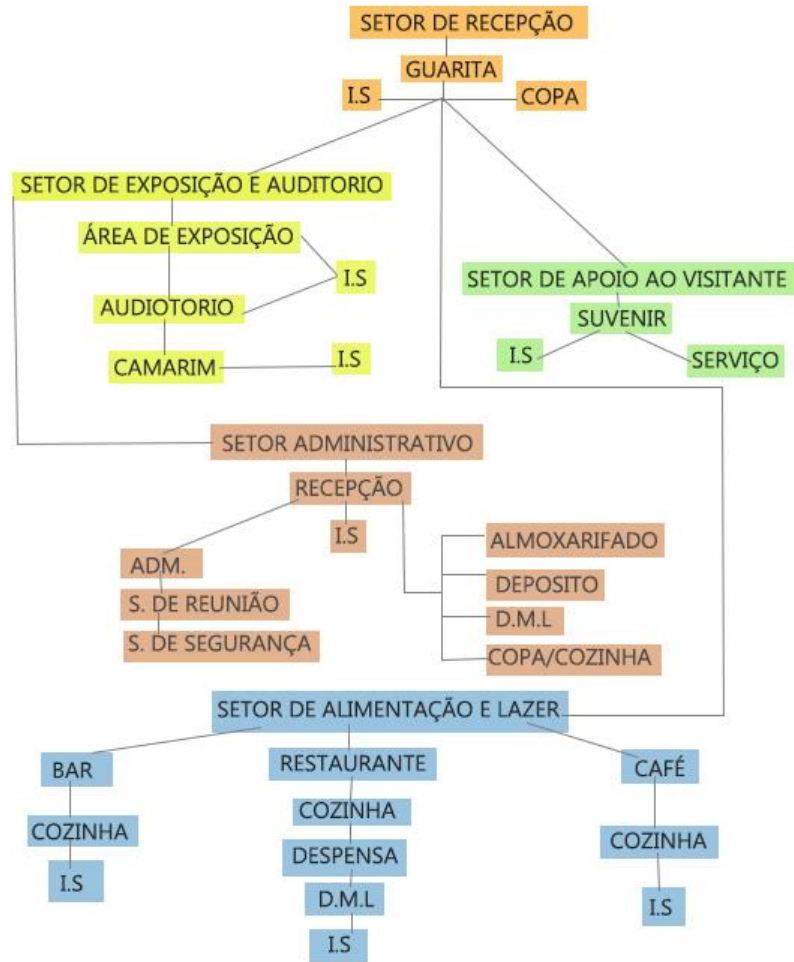 SETOR DE RECEPÇÃO
GUARITA
I.S
COPA
SETOR DE EXPOSIÇÃO E AUDITORIO
ÁREA DE EXPOSIÇÃO
I.S
AUDIOTORIO
CAMARIM
I.S
SETOR DE APOIO AO VISITANTE
SUVENIR
I.S
SERVIÇO
SETOR ADMINISTRATIVO
RECEPÇÃO
I.S
ADM.
S. DE REUNIÃO
S. DE SEGURANÇA
ALMOXARIFADO
DEPOSITO
D.M.L
COPA/COZINHA
SETOR DE ALIMENTAÇÃO E LAZER
BAR
COZINHA
I.S
RESTAURANTE
COZINHA
DESPENSA
D.M.L
I.S
CAFÉ
COZINHA
I.S